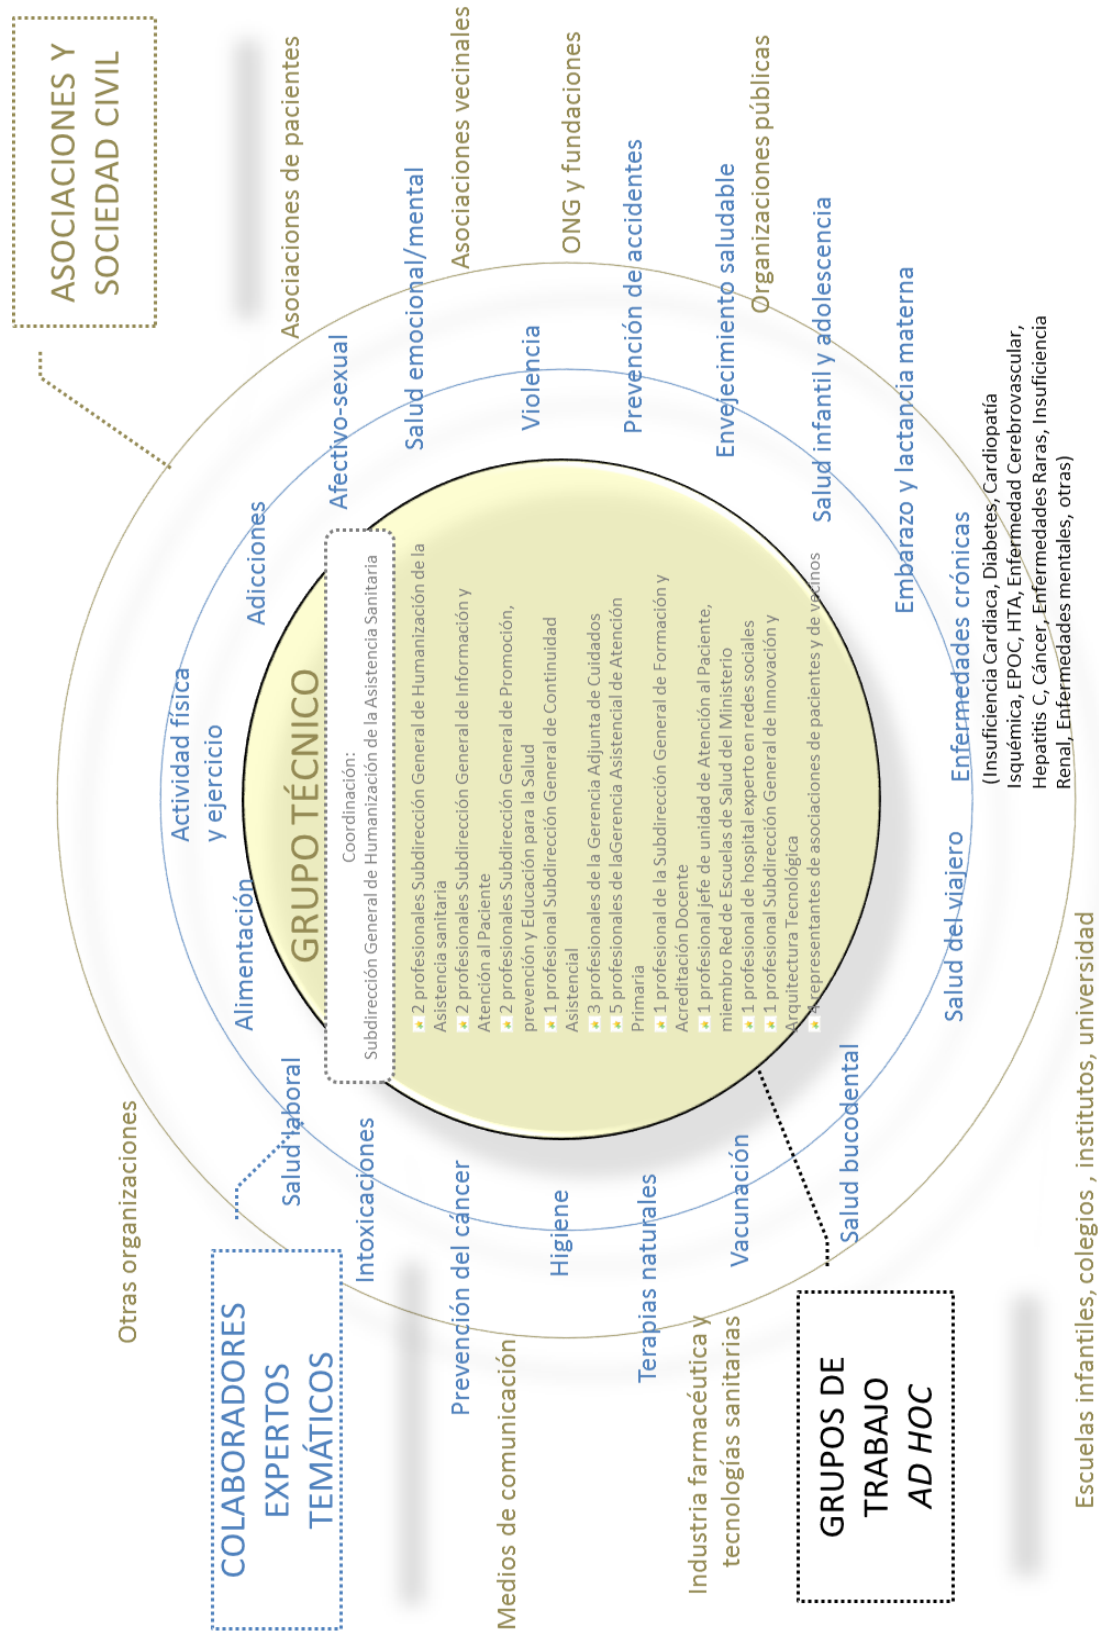 ASOCIACIONES Y
SOCIEDAD CIVIL
COLABORADORES
EXPERTOS
TEMÁTICOS
GRUPOS DE
TRABAJO
AD HOC
GRUPO TÉCNICO
Coordinación:
Subdirección General de Humanización de la Asistencia Sanitaria
2 profesionales Subdirección General de Humanización de la
Asistencia sanitaria
2 profesionales Subdirección General de Información y
Atención al Paciente
2 profesionales Subdirección General de Promoción,
prevención y Educación para la Salud
1 profesional Subdirección General de Continuidad
Asistencial
3 profesionales de la Gerencia Adjunta de Cuidados
5 profesionales de laGerencia Asistencial de Atención
Primaria
1 profesional de la Subdirección General de Formación y
Acreditación Docente
1 profesional jefe de unidad de Atención al Paciente,
miembro Red de Escuelas de Salud del Ministerio
1 profesional de hospital experto en redes sociales
1 profesional Subdirección General de Innovación y
Arquitectura Tecnológica
4 representantes de asociaciones de pacientes y de vecinos
Salud laboral
Alimentación
Actividad física
y ejercicio
Adicciones
Afectivo-sexual
Salud emocional/mental
Violencia
Prevención de accidentes
Envejecimiento saludable
Salud infantil y adolescencia
Embarazo y lactancia materna
Enfermedades crónicas
(Insuficiencia Cardiaca, Diabetes, Cardiopatía
Isquémica, EPOC, HTA, Enfermedad Cerebrovascular,
Hepatitis C, Cáncer, Enfermedades Raras, Insuficiencia
Renal, Enfermedades mentales, otras)
Salud del viajero
Salud bucodental
Vacunación
Terapias naturales
Higiene
Prevención del cáncer
Intoxicaciones
Otras organizaciones
Asociaciones de pacientes
Asociaciones vecinales
ONG y fundaciones
Organizaciones públicas
Escuelas infantiles, colegios , institutos, universidad
Industria farmacéutica y
tecnologías sanitarias
Medios de comunicación